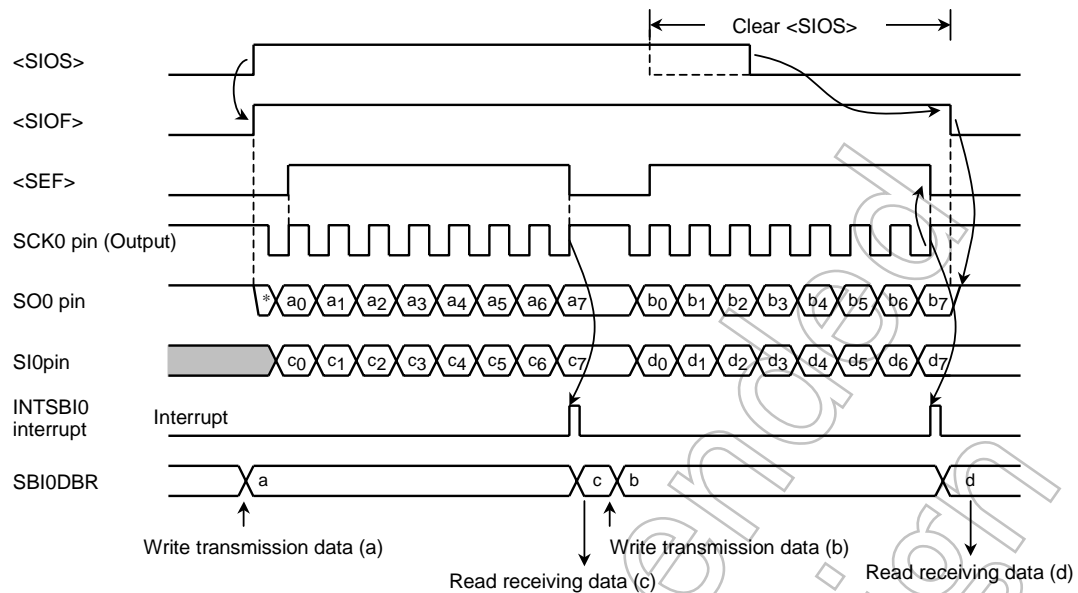 Clear <SIOS>
<SIOS>
<SIOF>
<SEF>
SCK0 pin (Output)
SO0 pin * a0 a1 a2 a3 a4 a5 a6 a7 b0 b1 b2 b3 b4 b5 b6 b7
SI0pin c0 c1 c2 c3 c4 c5 c6 c7 d0 d1 d2 d3 d4 d5 d6 d7
INTSBI0
interrupt
Interrupt
SBI0DBR a c b d
Write transmission data (a)
Write transmission data (b)
Read receiving data (c)
Read receiving data (d)
ended
sign